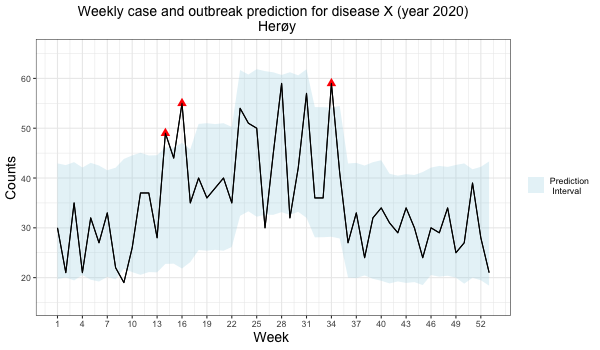 Weekly case and outbreak prediction for disease X (year 2020)
Herøy
Counts
60
50
40
30
20
1 4 7 10 13 16 19 22 25 28 31 34 37 40 43 46 49 52
Week
Prediction
Interval